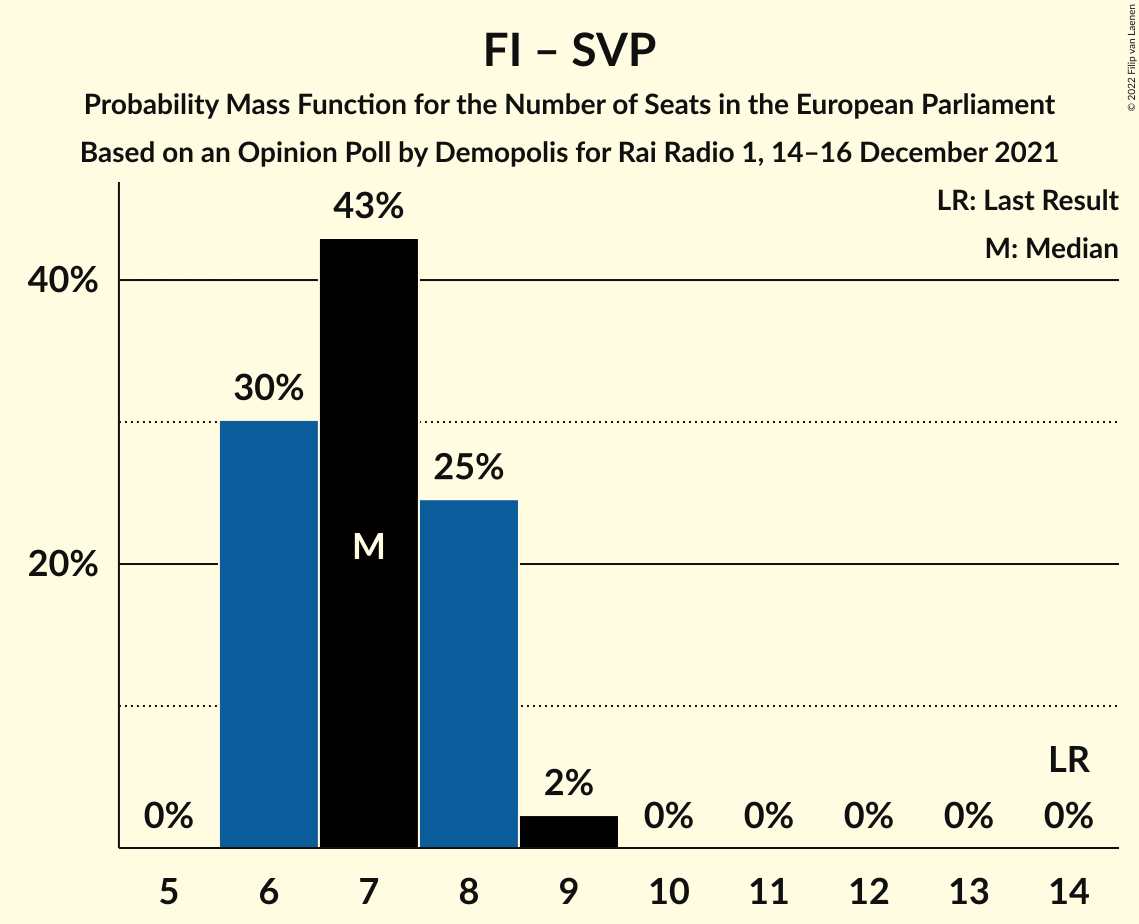 FI – SVP
Probability Mass Function for the Number of Seats in the European Parliament
Based on an Opinion Poll by Demopolis for Rai Radio 1, 14–16 December 2021
© 2022 Filip van Laenen
LR: Last Result
M: Median
43%
40%
30%
25%
M
20%
2%
LR
0% 0% 0% 0% 0% 0%
5 6 7 8 9 10 11 12 13 14